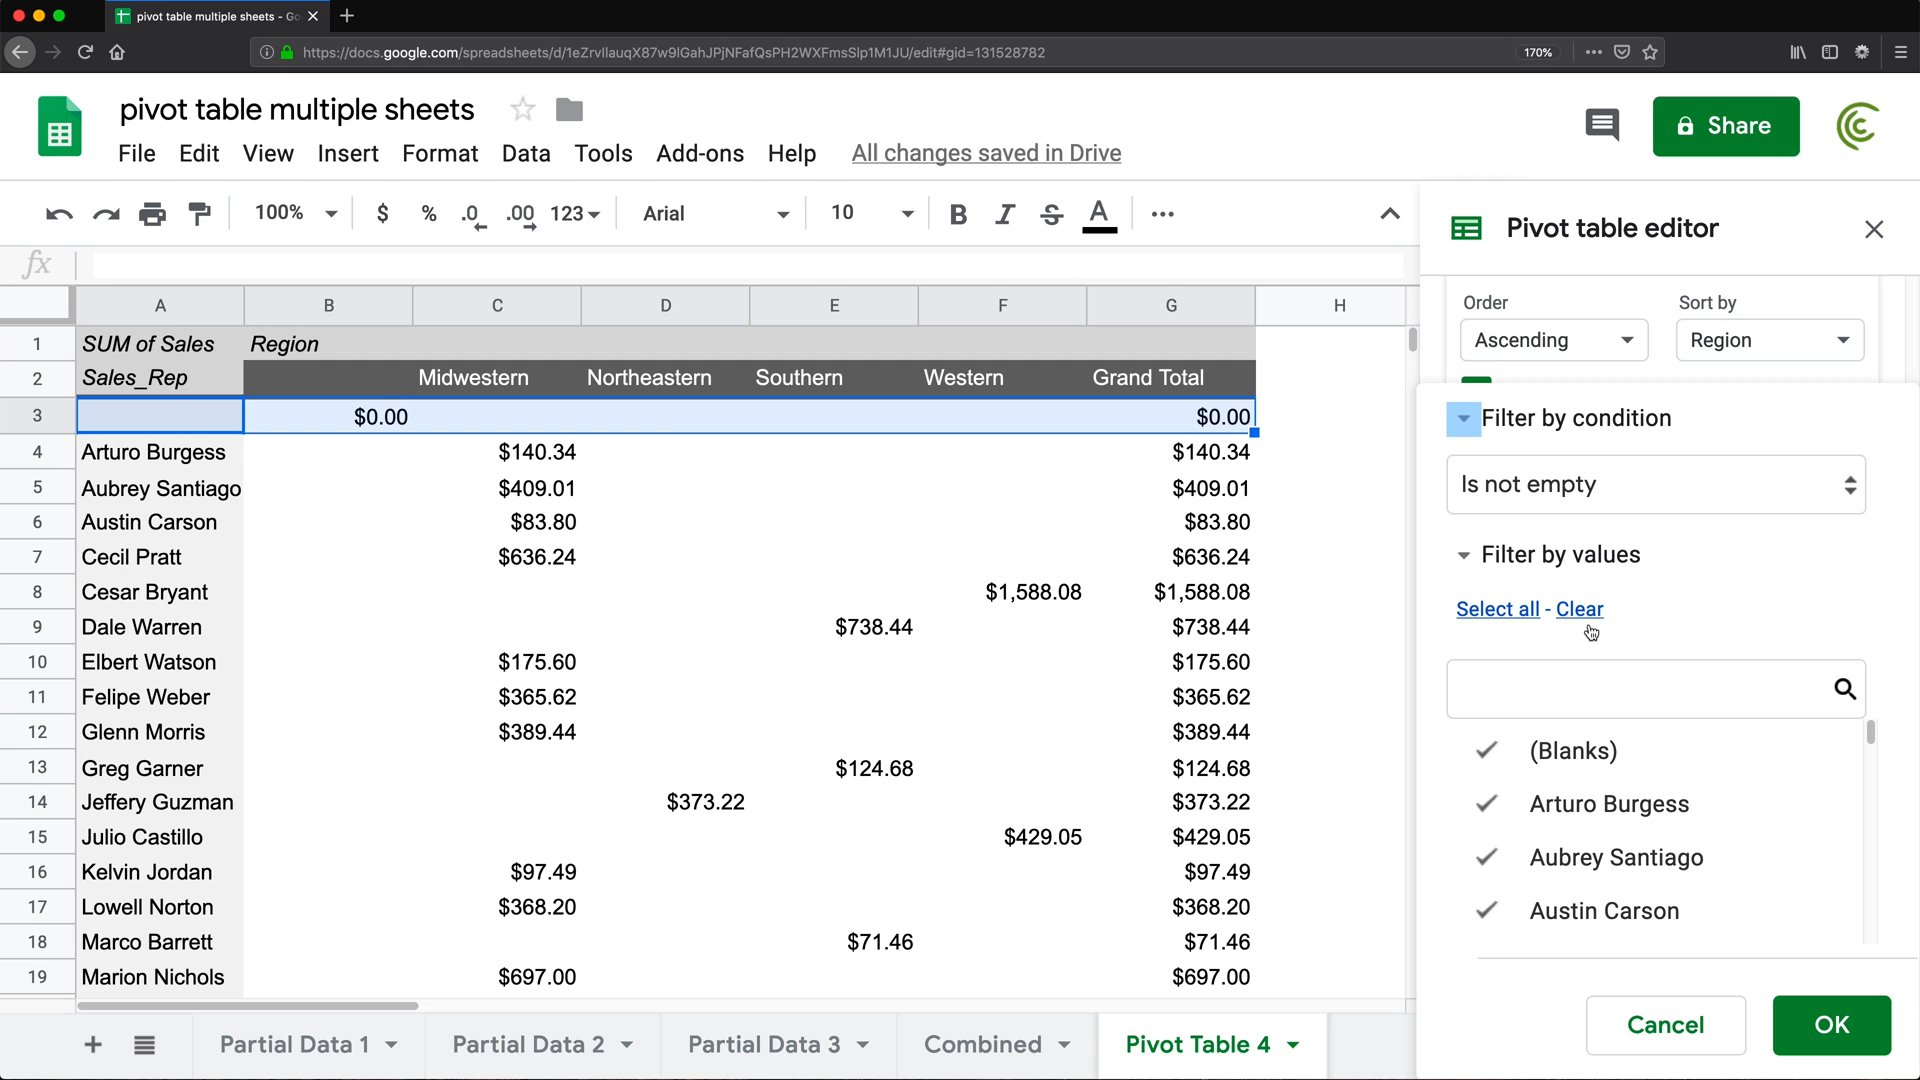 pivot table multiple sheets - Go
https://docs.google.com/spreadsheets/d/1eZrvIlauqX87w9lGahJPjNFafQsPH2WXFmsSlp1M1JU/edit#gid=131528782
170%
pivot table multiple sheets
Share
File Edit View Insert Format Data Tools Add-ons Help All changes saved in Drive
100% $ % .0 .00 123 Arial 10 B I S A
Pivot table editor
fx
A B C D E F G H
Order Sort by
Ascending Region
1 SUM of Sales Region
2 Sales_Rep Midwestern Northeastern Southern Western Grand Total
3 $0.00 $0.00
4 Arturo Burgess $140.34 $140.34
5 Aubrey Santiago $409.01 $409.01
6 Austin Carson $83.80 $83.80
7 Cecil Pratt $636.24 $636.24
8 Cesar Bryant $1,588.08 $1,588.08
9 Dale Warren $738.44 $738.44
10 Elbert Watson $175.60 $175.60
11 Felipe Weber $365.62 $365.62
12 Glenn Morris $389.44 $389.44
13 Greg Garner $124.68 $124.68
14 Jeffery Guzman $373.22 $373.22
15 Julio Castillo $429.05 $429.05
16 Kelvin Jordan $97.49 $97.49
17 Lowell Norton $368.20 $368.20
18 Marco Barrett $71.46 $71.46
19 Marion Nichols $697.00 $697.00
Filter by condition
Is not empty
Filter by values
Select all - Clear
(Blanks)
Arturo Burgess
Aubrey Santiago
Austin Carson
Cancel OK
Partial Data 1 Partial Data 2 Partial Data 3 Combined Pivot Table 4